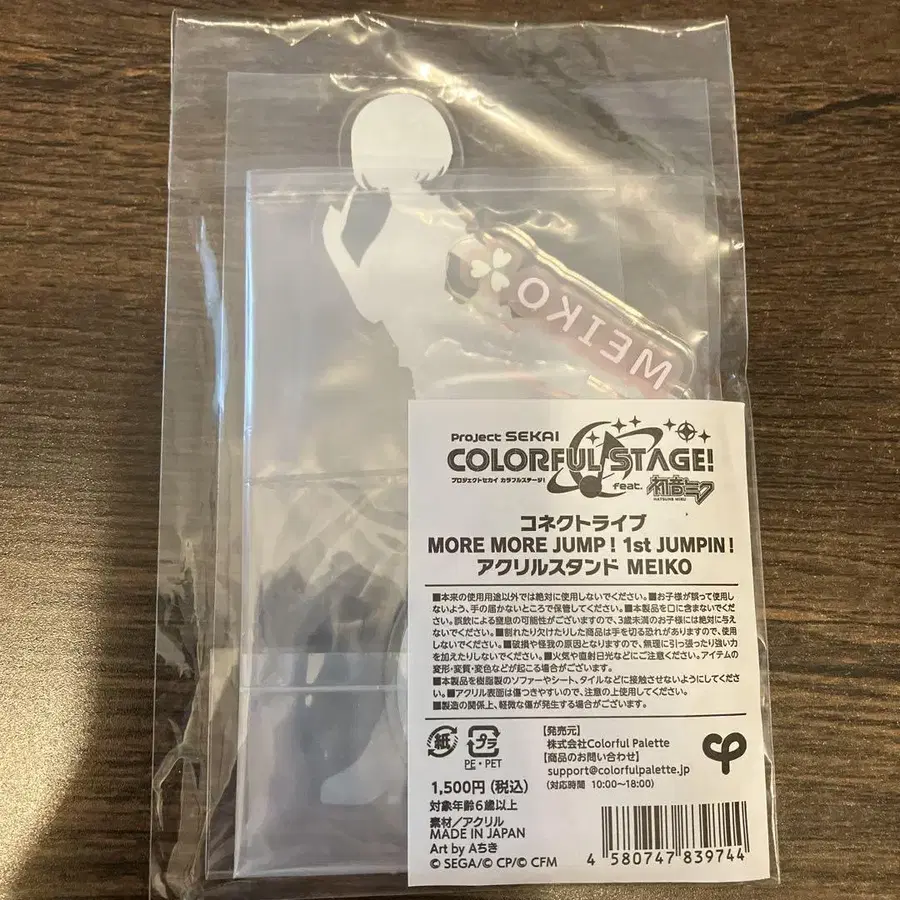 MEIKO
Project SEKAI
COLORFUL STAGE!
プロジェクトセカイ カラフルステージ!
feat. 初音ミク
HATSUNE MIKU
コネクトライブ
MORE MORE JUMP! 1st JUMPIN!
アクリルスタンド MEIKO
■本来の使用用途以外では絶対に使用しないでください。■お子様が誤って使用し
ないよう、手の届かないところで保管してください。■本製品を口に含まないでくだ
さい。誤飲による窒息の可能性がございますので、3歳未満のお子様には絶対に与え
ないでください。■割れたり欠けたりした商品は手を切る恐れがありますので、使用
しないでください。■破損や怪我の原因となりますので、無理に引っ張ったり強い力
を加えたりしないでください。■火気や直射日光などにご注意ください。アイテムの
変形・変質・変色などが起こる場合がございます。
■本製品を樹脂製のソファーやシート、タイルなどに接触させないようにしてくださ
い。■アクリル表面は傷つきやすいので、注意の上使用してください。
■製造の関係上、軽微な傷が発生する場合がございます。
紙
プラ
PE・PET
【発売元】
株式会社Colorful Palette
【商品のお問い合わせ】
support@colorfulpalette.jp
(対応時間 10:00~18:00)
1,500円(税込)
対象年齢6歳以上
素材/アクリル
MADE IN JAPAN
Art by Aちき
© SEGA/© CP/© CFM
4 580747 839744